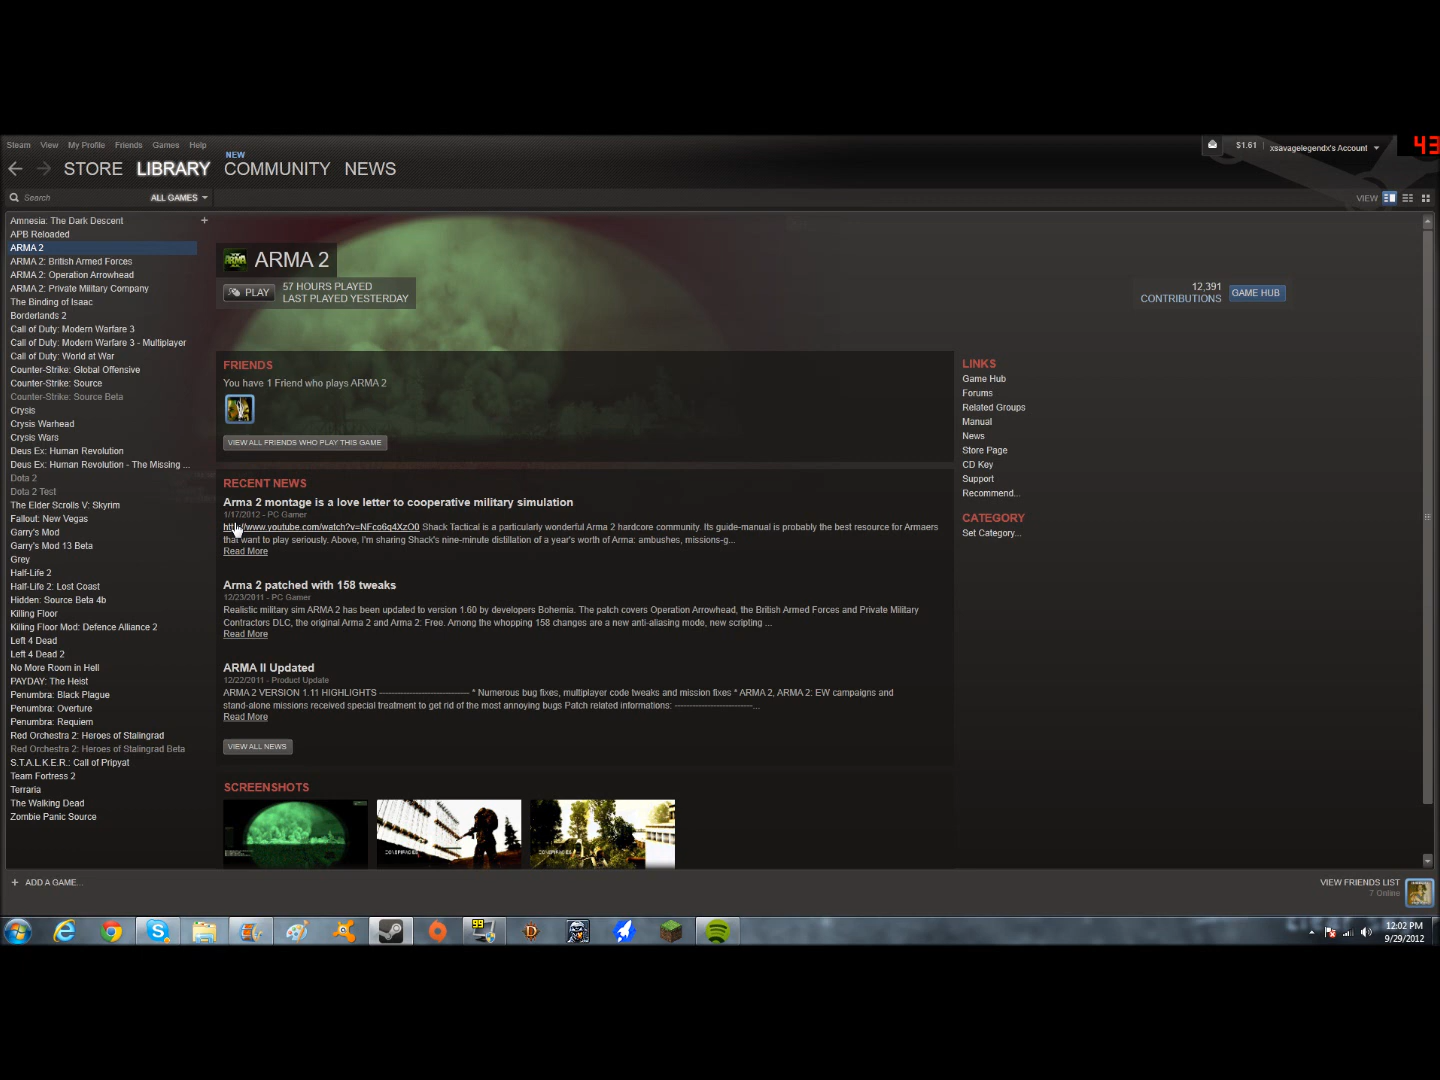 Steam View My Profile Friends Games Help
$1.61 xsavagelegendx's Account
43
NEW
STORE LIBRARY COMMUNITY NEWS
Search ALL GAMES VIEW
Amnesia: The Dark Descent
APB Reloaded
ARMA 2
ARMA 2: British Armed Forces
ARMA 2: Operation Arrowhead
ARMA 2: Private Military Company
The Binding of Isaac
Borderlands 2
Call of Duty: Modern Warfare 3
Call of Duty: Modern Warfare 3 - Multiplayer
Call of Duty: World at War
Counter-Strike: Global Offensive
Counter-Strike: Source
Counter-Strike: Source Beta
Crysis
Crysis Warhead
Crysis Wars
Deus Ex: Human Revolution
Deus Ex: Human Revolution - The Missing ...
Dota 2
Dota 2 Test
The Elder Scrolls V: Skyrim
Fallout: New Vegas
Garry's Mod
Garry's Mod 13 Beta
Grey
Half-Life 2
Half-Life 2: Lost Coast
Hidden: Source Beta 4b
Killing Floor
Killing Floor Mod: Defence Alliance 2
Left 4 Dead
Left 4 Dead 2
No More Room in Hell
PAYDAY: The Heist
Penumbra: Black Plague
Penumbra: Overture
Penumbra: Requiem
Red Orchestra 2: Heroes of Stalingrad
Red Orchestra 2: Heroes of Stalingrad Beta
S.T.A.L.K.E.R.: Call of Pripyat
Team Fortress 2
Terraria
The Walking Dead
Zombie Panic Source
+ ADD A GAME...
ARMA 2
PLAY
57 HOURS PLAYED
LAST PLAYED YESTERDAY
12,391
CONTRIBUTIONS
GAME HUB
FRIENDS
You have 1 Friend who plays ARMA 2
VIEW ALL FRIENDS WHO PLAY THIS GAME
RECENT NEWS
Arma 2 montage is a love letter to cooperative military simulation
1/17/2012 - PC Gamer
http://www.youtube.com/watch?v=NFco6q4XzO0 Shack Tactical is a particularly wonderful Arma 2 hardcore community. Its guide-manual is probably the best resource for Armaers
that want to play seriously. Above, I'm sharing Shack's nine-minute distillation of a year's worth of Arma: ambushes, missions-g...
Read More
Arma 2 patched with 158 tweaks
12/23/2011 - PC Gamer
Realistic military sim ARMA 2 has been updated to version 1.60 by developers Bohemia. The patch covers Operation Arrowhead, the British Armed Forces and Private Military
Contractors DLC, the original Arma 2 and Arma 2: Free. Among the whopping 158 changes are a new anti-aliasing mode, new scripting ...
Read More
ARMA II Updated
12/22/2011 - Product Update
ARMA 2 VERSION 1.11 HIGHLIGHTS ------------------------------ * Numerous bug fixes, multiplayer code tweaks and mission fixes * ARMA 2, ARMA 2: EW campaigns and
stand-alone missions received special treatment to get rid of the most annoying bugs Patch related informations: --------------------------...
Read More
VIEW ALL NEWS
SCREENSHOTS
LINKS
Game Hub
Forums
Related Groups
Manual
News
Store Page
CD Key
Support
Recommend...
CATEGORY
Set Category...
VIEW FRIENDS LIST
7 Online
99
12:02 PM
9/29/2012